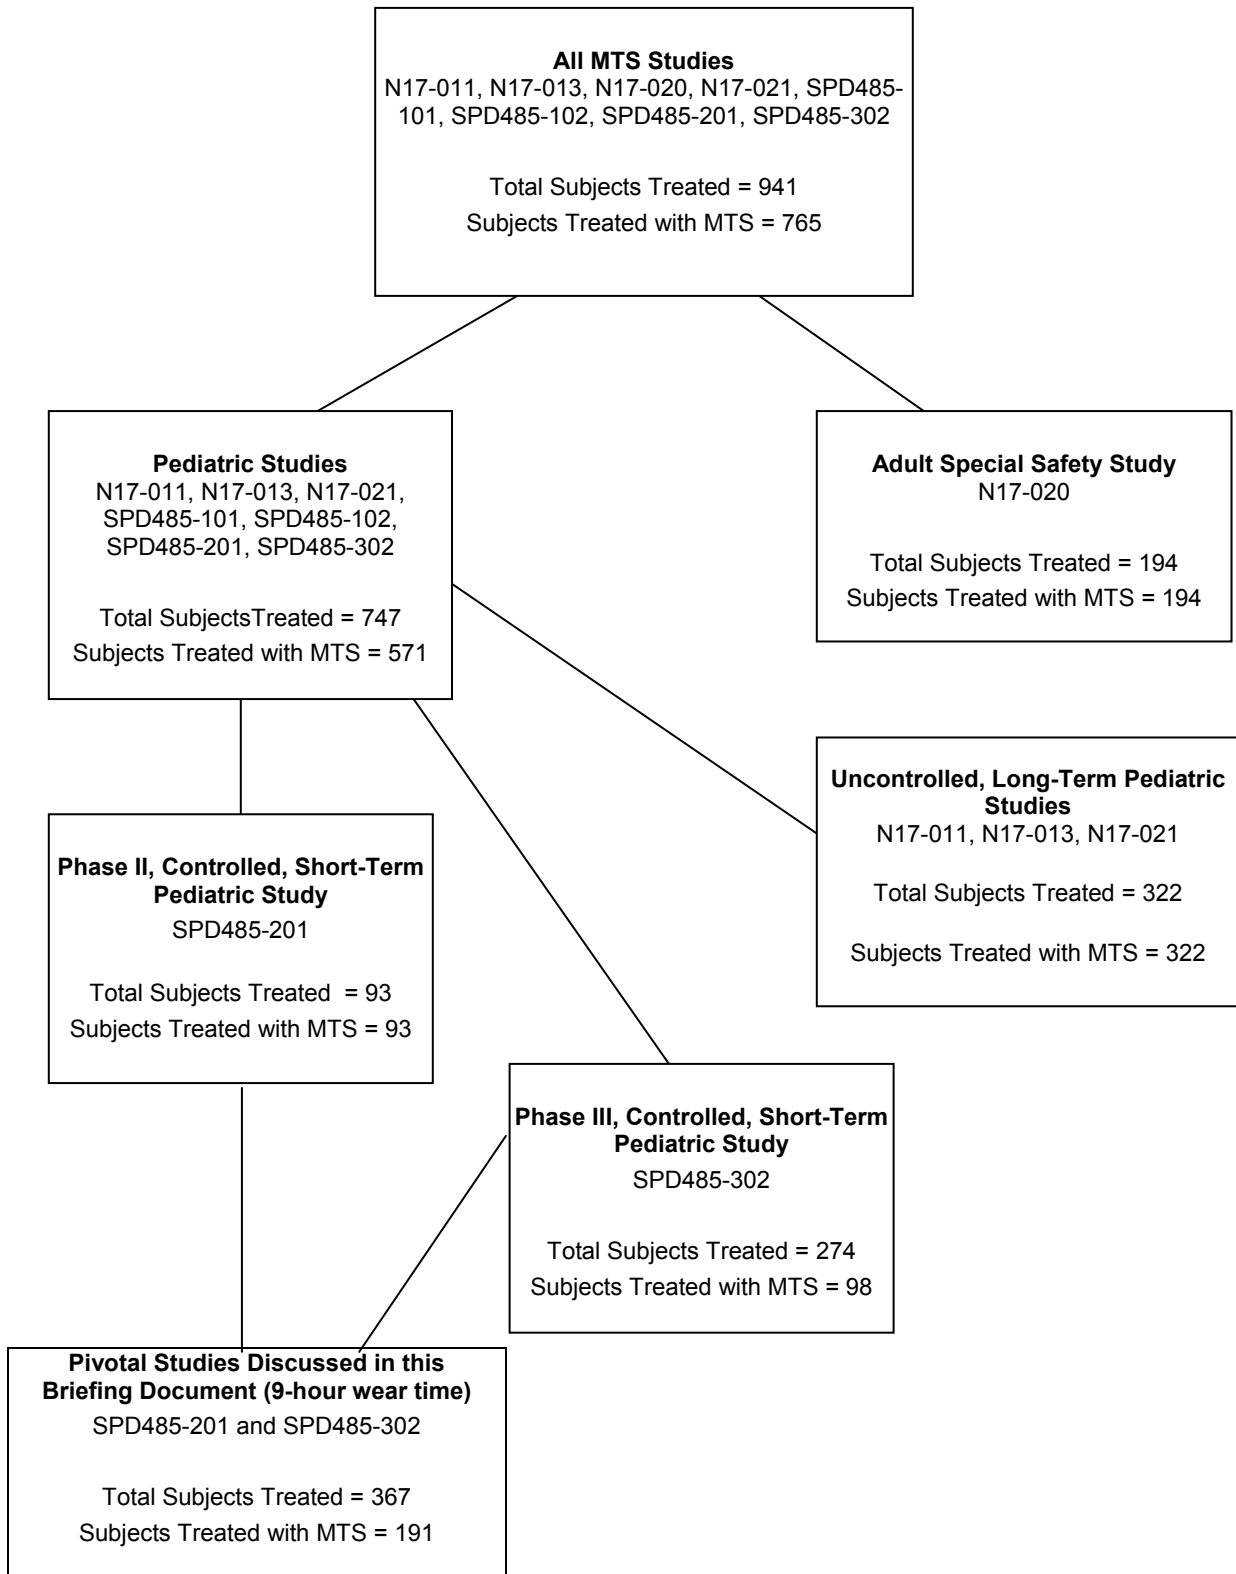 All MTS Studies
N17-011, N17-013, N17-020, N17-021, SPD485-
101, SPD485-102, SPD485-201, SPD485-302
Total Subjects Treated = 941
Subjects Treated with MTS = 765
Pediatric Studies
N17-011, N17-013, N17-021,
SPD485-101, SPD485-102,
SPD485-201, SPD485-302
Total SubjectsTreated = 747
Subjects Treated with MTS = 571
Adult Special Safety Study
N17-020
Total Subjects Treated = 194
Subjects Treated with MTS = 194
Uncontrolled, Long-Term Pediatric
Studies
N17-011, N17-013, N17-021
Total Subjects Treated = 322
Subjects Treated with MTS = 322
Phase II, Controlled, Short-Term
Pediatric Study
SPD485-201
Total Subjects Treated = 93
Subjects Treated with MTS = 93
Phase III, Controlled, Short-Term
Pediatric Study
SPD485-302
Total Subjects Treated = 274
Subjects Treated with MTS = 98
Pivotal Studies Discussed in this
Briefing Document (9-hour wear time)
SPD485-201 and SPD485-302
Total Subjects Treated = 367
Subjects Treated with MTS = 191